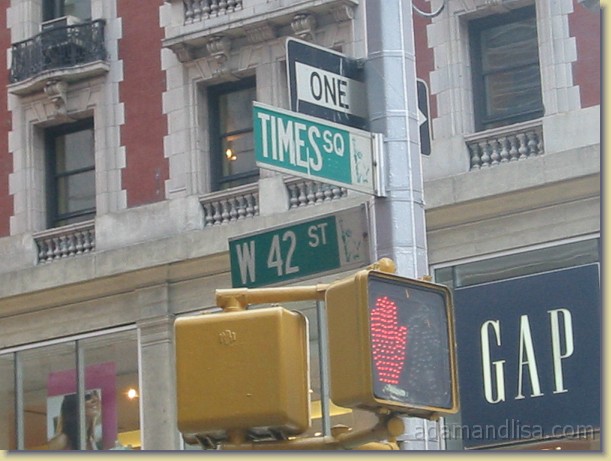 ONE
TIMES SQ
W 42 ST
GAP
adamandlisa.com